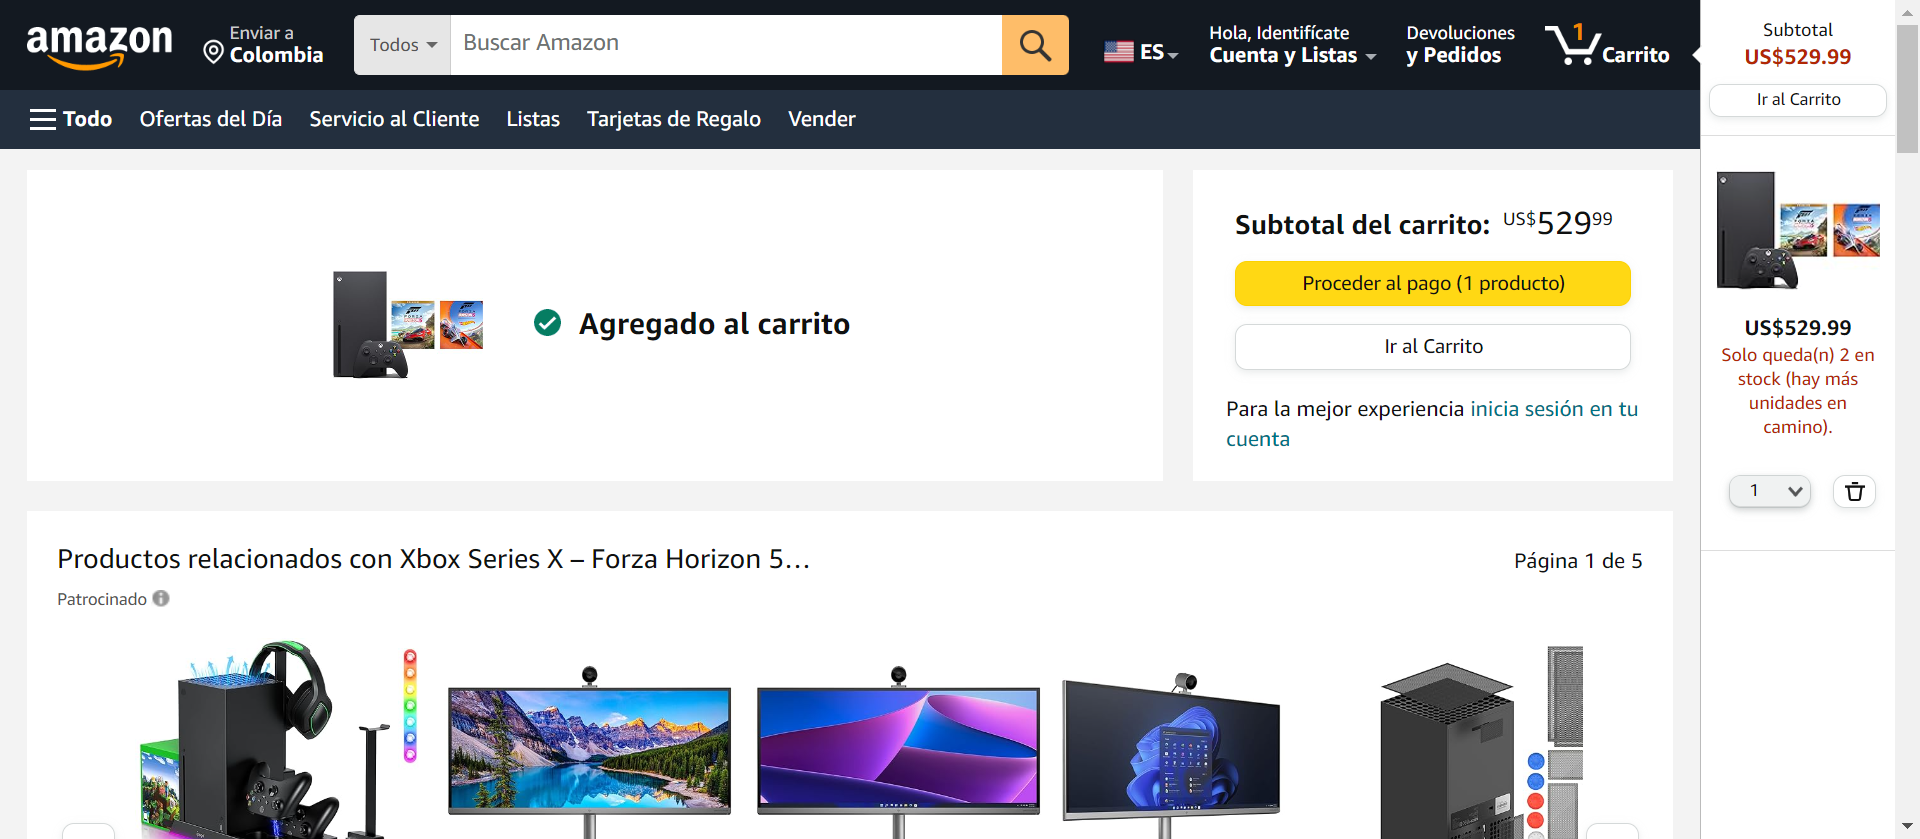 amazon
Enviar a
Colombia
Todos
Buscar Amazon
ES
Hola, Identifícate
Cuenta y Listas
Devoluciones
y Pedidos
1
Carrito
Subtotal
US$529.99
Ir al Carrito
Todo
Ofertas del Día
Servicio al Cliente
Listas
Tarjetas de Regalo
Vender
Agregado al carrito
Subtotal del carrito: US$52999
Proceder al pago (1 producto)
Ir al Carrito
Para la mejor experiencia inicia sesión en tu
cuenta
US$529.99
Solo queda(n) 2 en
stock (hay más
unidades en
camino).
1
Productos relacionados con Xbox Series X – Forza Horizon 5…
Página 1 de 5
Patrocinado